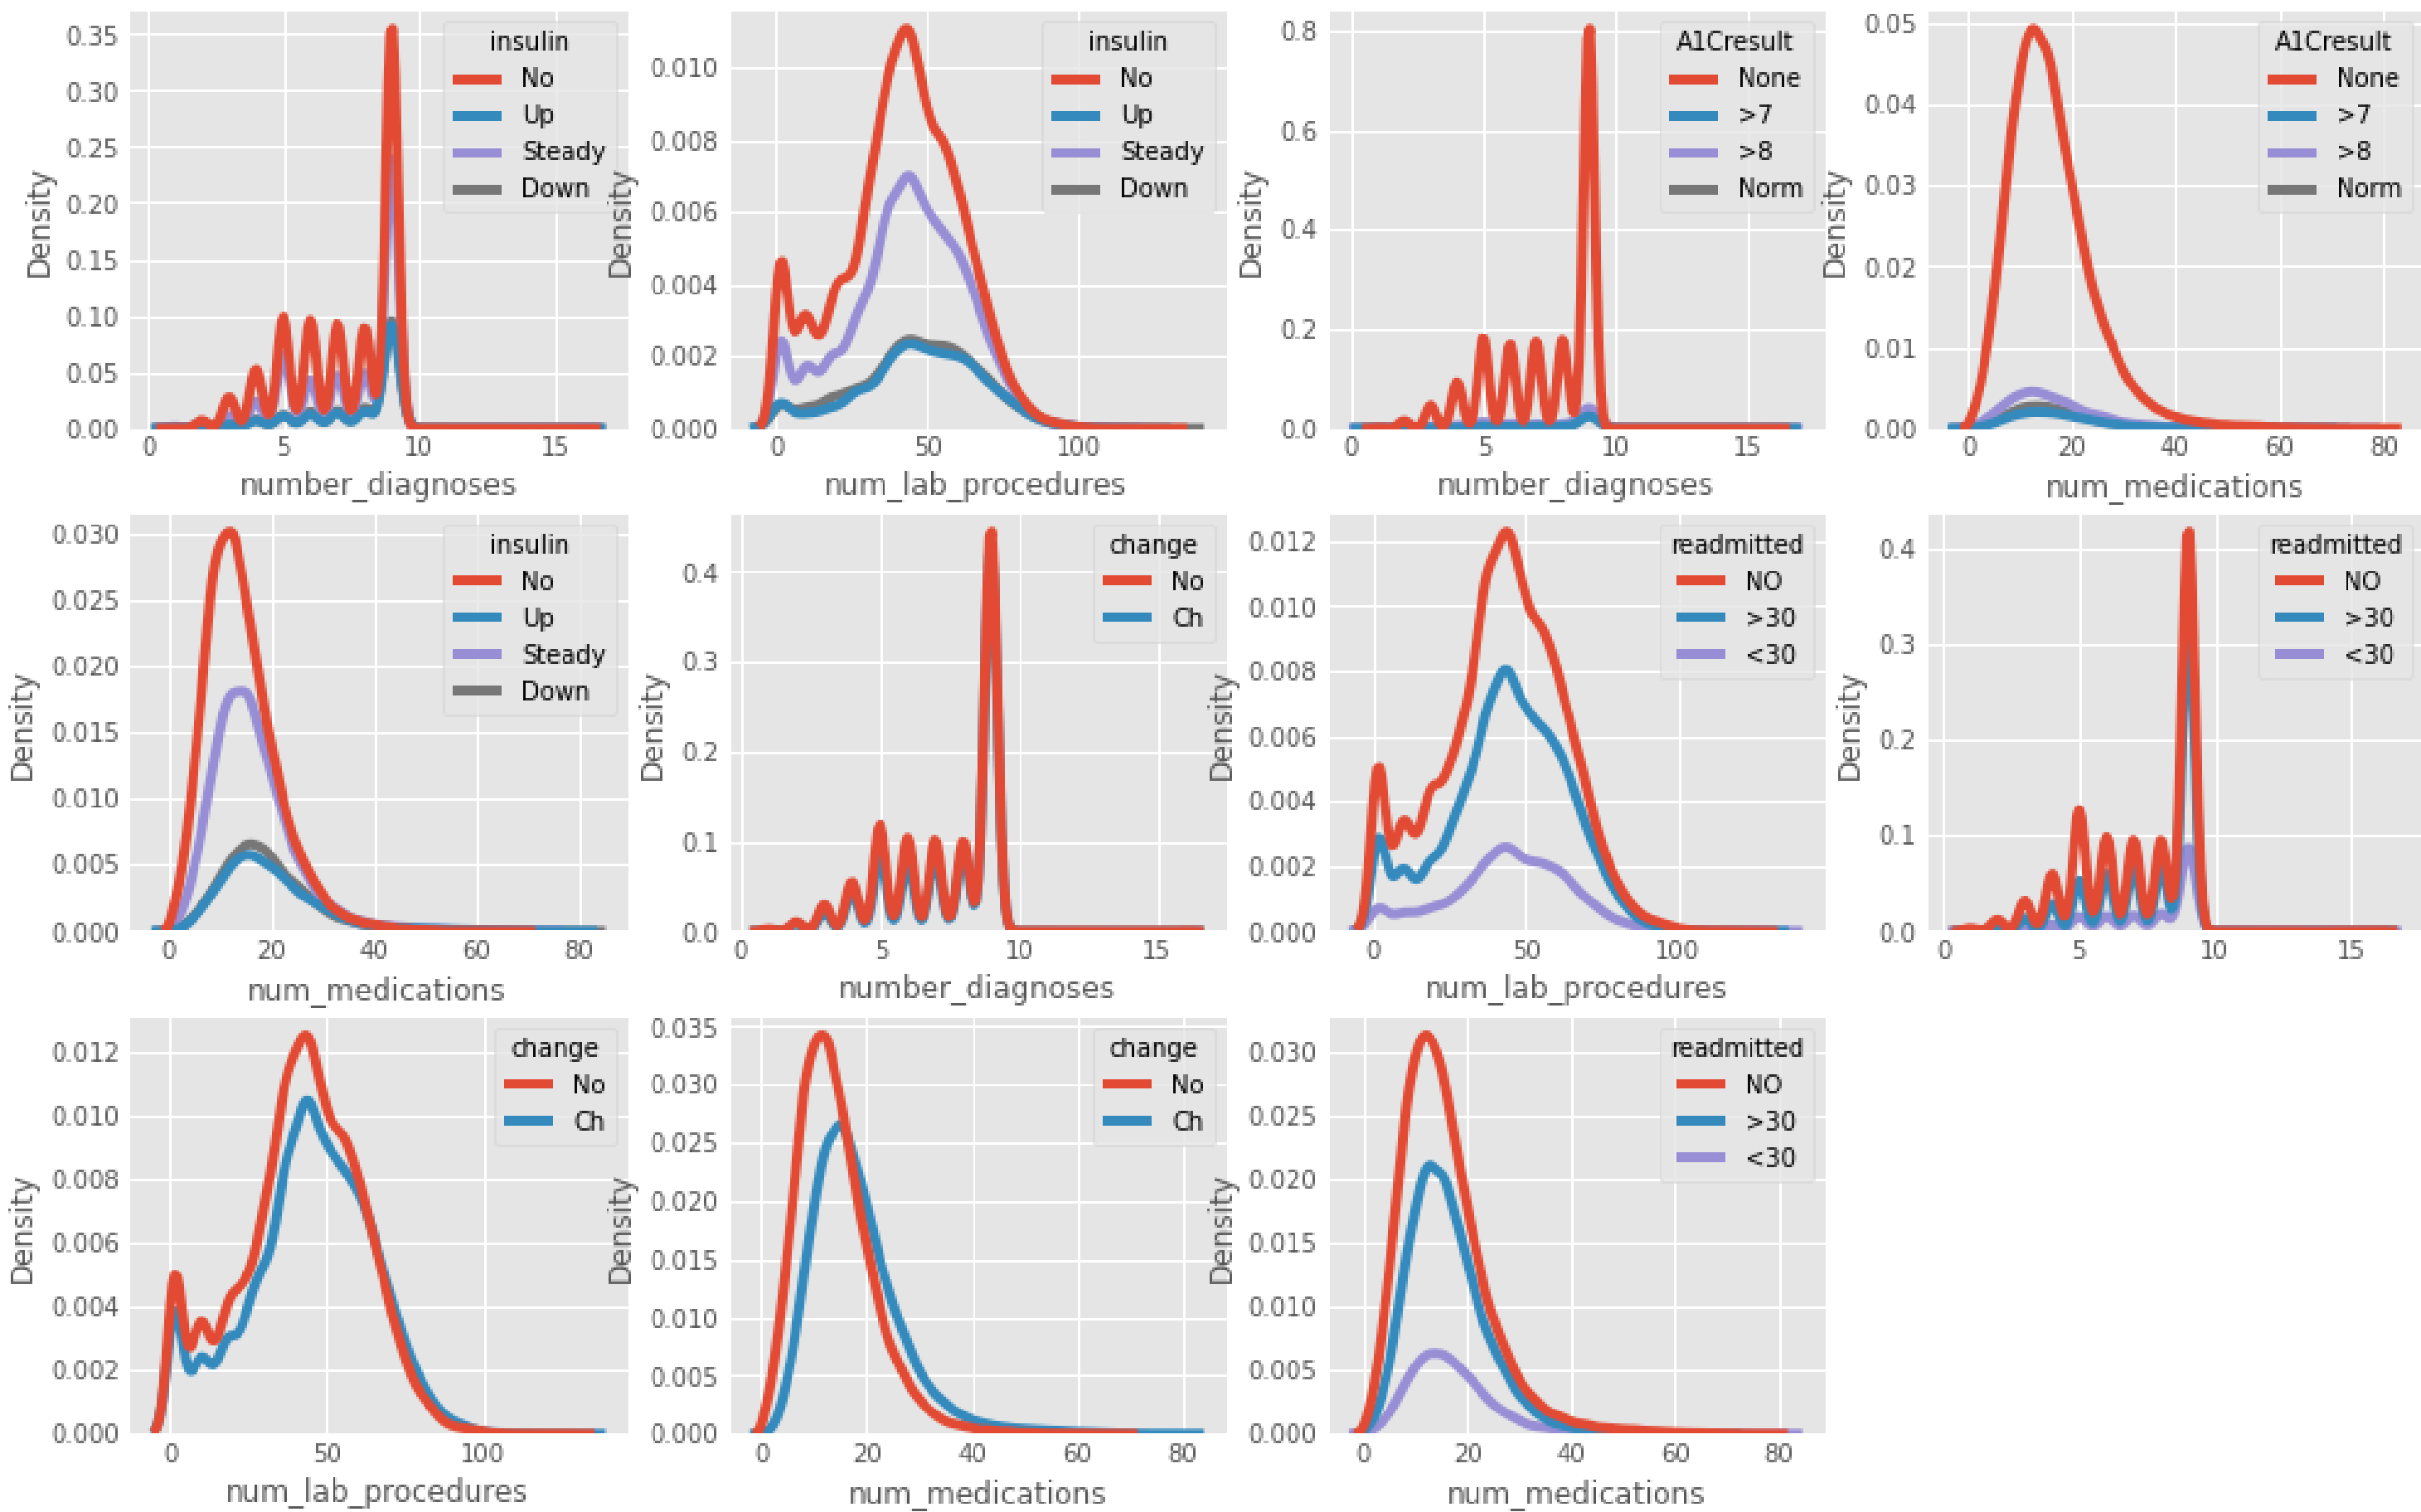 insulin
No
Up
Steady
Down
Density
0.35
0.30
0.25
0.20
0.15
0.10
0.05
0.00
0 5 10 15
number_diagnoses
insulin
No
Up
Steady
Down
Density
0.010
0.008
0.006
0.004
0.002
0.000
0 50 100
num_lab_procedures
A1Cresult
None
>7
>8
Norm
Density
0.8
0.6
0.4
0.2
0.0
0 5 10 15
number_diagnoses
A1Cresult
None
>7
>8
Norm
Density
0.05
0.04
0.03
0.02
0.01
0.00
0 20 40 60 80
num_medications
insulin
No
Up
Steady
Down
Density
0.030
0.025
0.020
0.015
0.010
0.005
0.000
0 20 40 60 80
num_medications
change
No
Ch
Density
0.4
0.3
0.2
0.1
0.0
0 5 10 15
number_diagnoses
readmitted
NO
>30
<30
Density
0.012
0.010
0.008
0.006
0.004
0.002
0.000
0 50 100
num_lab_procedures
readmitted
NO
>30
<30
Density
0.4
0.3
0.2
0.1
0.0
0 5 10 15
change
No
Ch
Density
0.012
0.010
0.008
0.006
0.004
0.002
0.000
0 50 100
num_lab_procedures
change
No
Ch
Density
0.035
0.030
0.025
0.020
0.015
0.010
0.005
0.000
0 20 40 60 80
num_medications
readmitted
NO
>30
<30
Density
0.030
0.025
0.020
0.015
0.010
0.005
0.000
0 20 40 60 80
num_medications